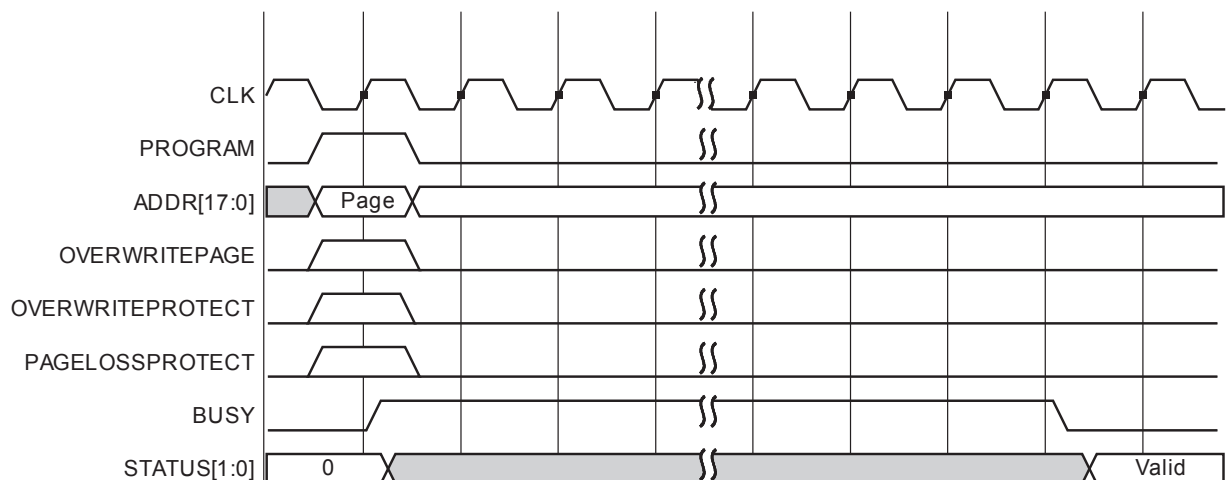 CLK
PROGRAM
ADDR[17:0] Page
OVERWRITEPAGE
OVERWRITEPROTECT
PAGELOSSPROTECT
BUSY
STATUS[1:0] 0 Valid